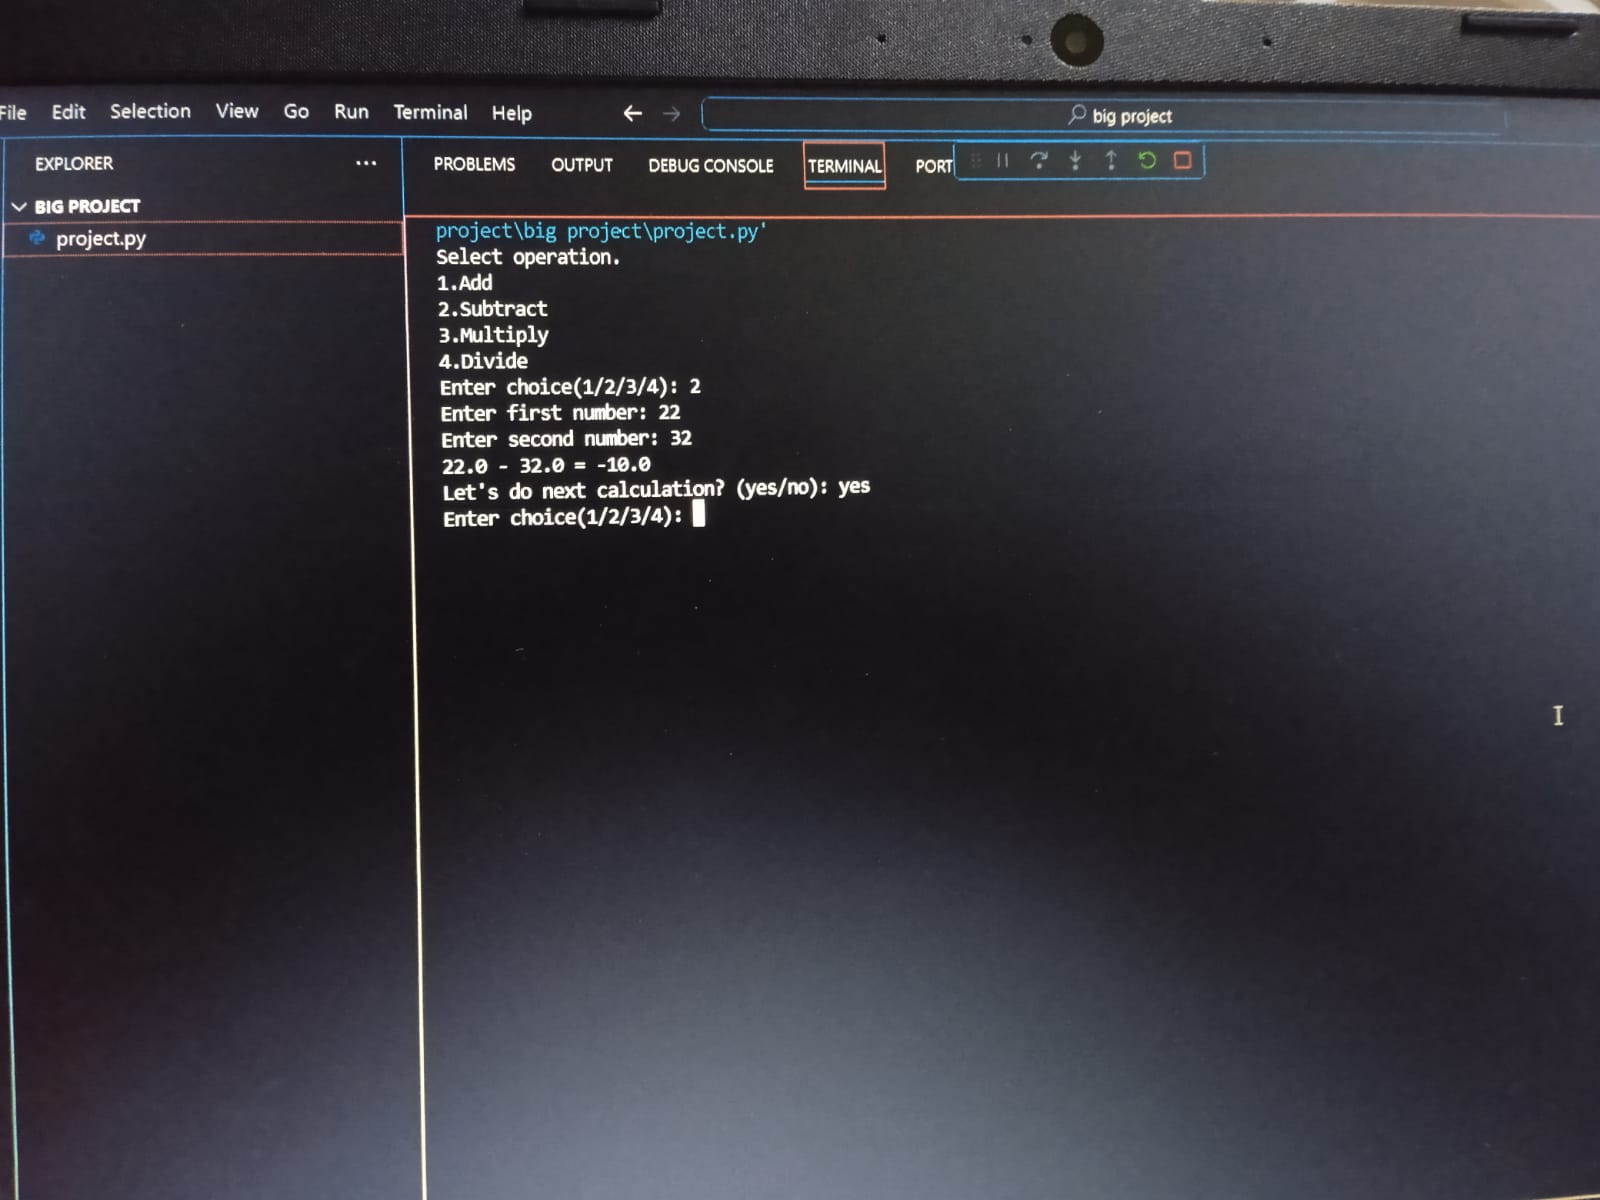 File Edit Selection View Go Run Terminal Help
big project
EXPLORER
PROBLEMS OUTPUT DEBUG CONSOLE TERMINAL PORT
BIG PROJECT
project.py
project\big project\project.py'
Select operation.
1.Add
2.Subtract
3.Multiply
4.Divide
Enter choice(1/2/3/4): 2
Enter first number: 22
Enter second number: 32
22.0 - 32.0 = -10.0
Let's do next calculation? (yes/no): yes
Enter choice(1/2/3/4):